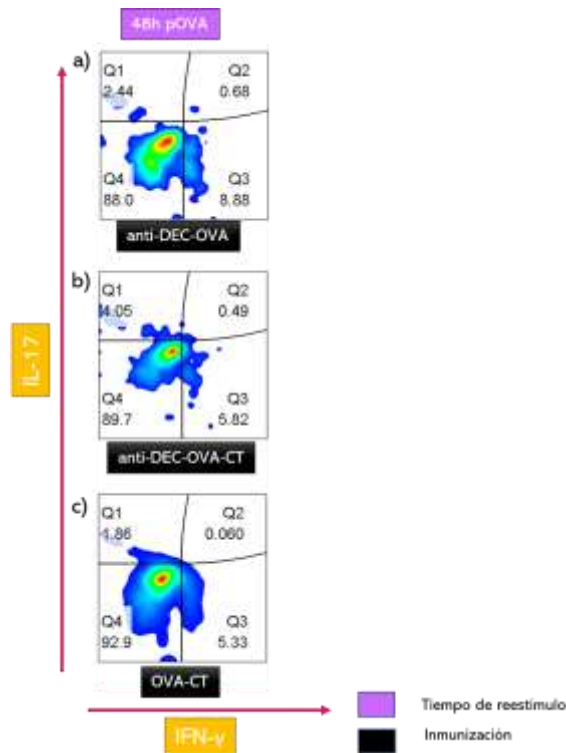 48h pOVA
a)
Q1 Q2
2.44 0.68
Q4 Q3
88.0 8.88
anti-DEC-OVA
b)
Q1 Q2
4.05 0.49
Q4 Q3
89.7 5.82
anti-DEC-OVA-CT
c)
Q1 Q2
1.86 0.060
Q4 Q3
92.9 5.33
OVA-CT
IL-17
IFN-γ
Tiempo de reestímulo
Inmunización